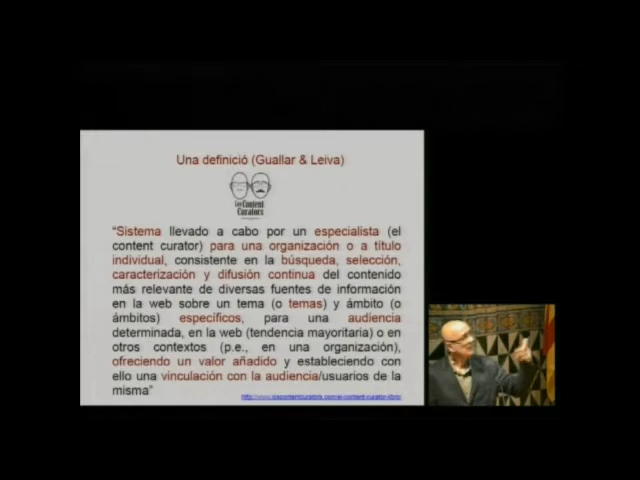 Una definició (Guallar & Leiva)
Los Content
Curators
"Sistema llevado a cabo por un especialista (el
content curator) para una organización o a título
individual, consistente en la búsqueda, selección,
caracterización y difusión continua del contenido
más relevante de diversas fuentes de información
en la web sobre un tema (o temas) y ámbito (o
ámbitos) específicos, para una audiencia
determinada, en la web (tendencia mayoritaria) o en
otros contextos (p.e., en una organización),
ofreciendo un valor añadido y estableciendo con
ello una vinculación con la audiencia/usuarios de la
misma"